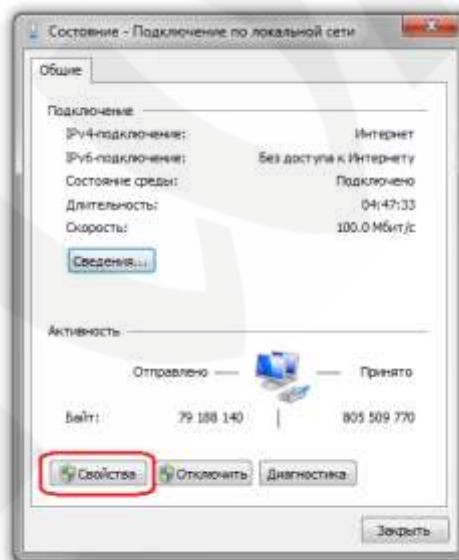 Состояние - Подключение по локальной сети
Общие
Подключение
IPv4-подключение: Интернет
IPv6-подключение: Без доступа к Интернету
Состояние среды: Подключено
Длительность: 04:47:33
Скорость: 100.0 Мбит/с
Сведения...
Активность
Отправлено — — Принято
Байт: 79 188 140 | 805 509 770
Свойства Отключить Диагностика
Закрыть